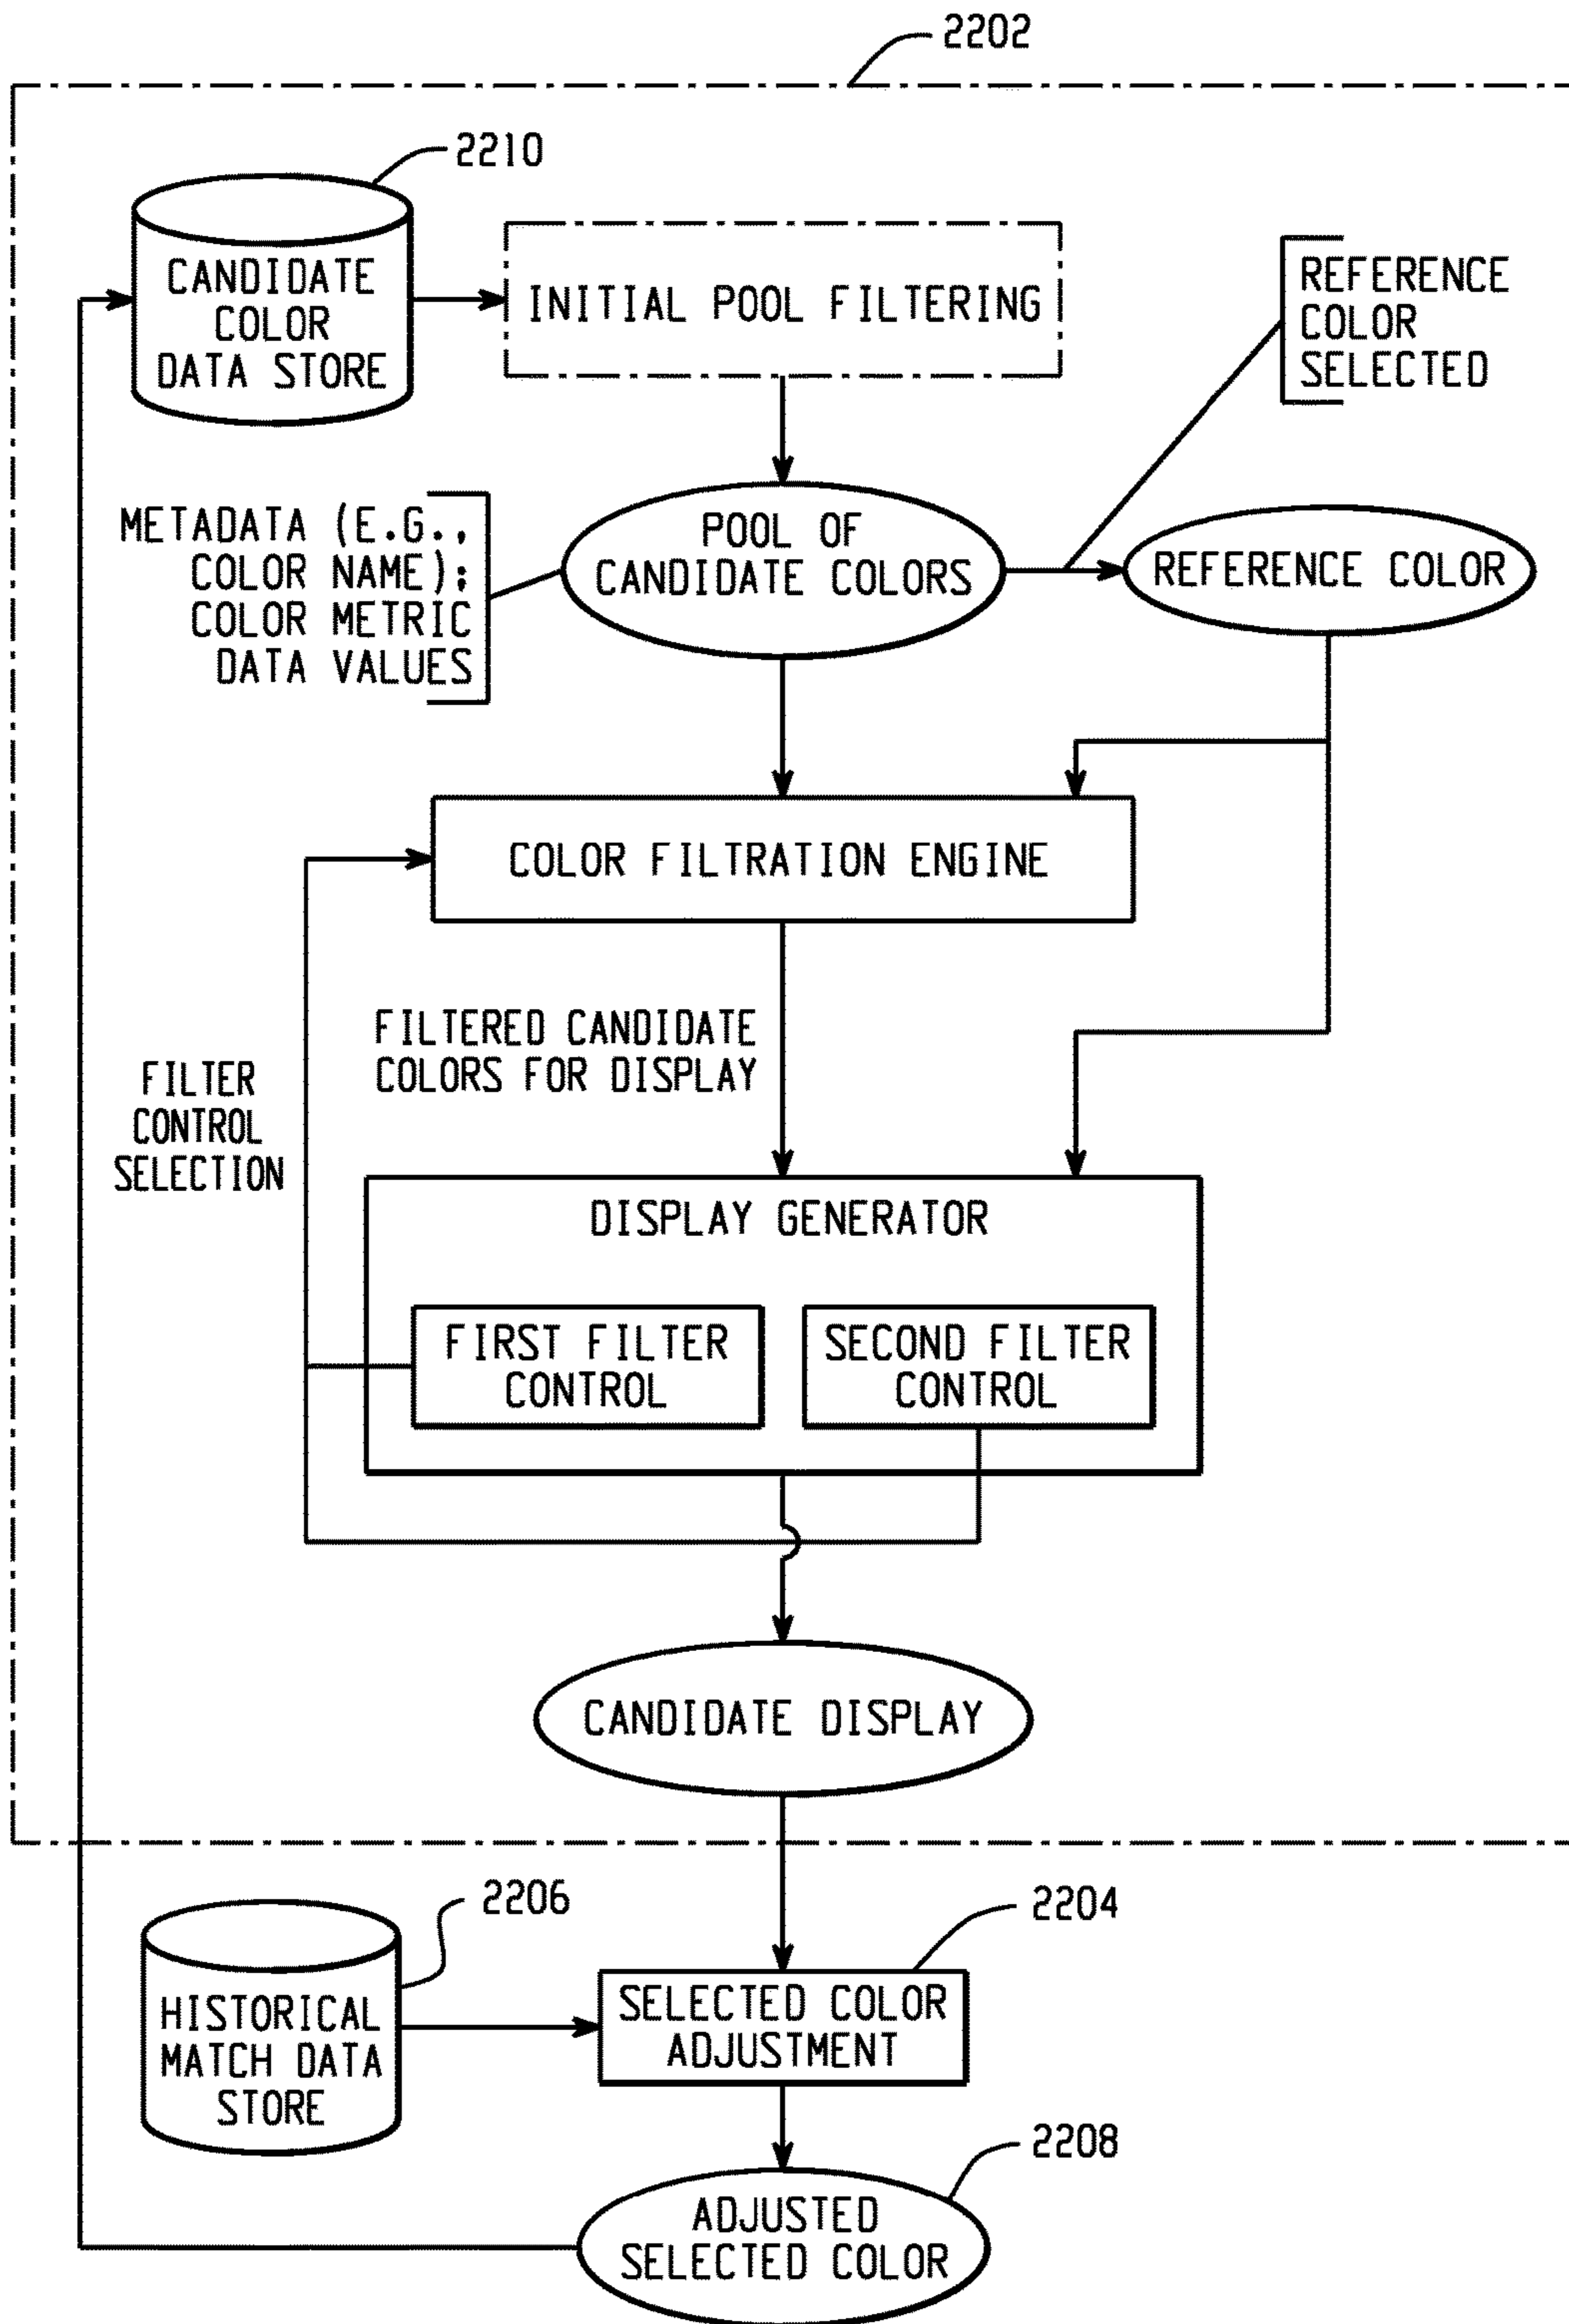 2202
2210
CANDIDATE
COLOR
DATA STORE
INITIAL POOL FILTERING
REFERENCE
COLOR
SELECTED
METADATA (E.G.,
COLOR NAME);
COLOR METRIC
DATA VALUES
POOL OF
CANDIDATE COLORS
REFERENCE COLOR
COLOR FILTRATION ENGINE
FILTERED CANDIDATE
COLORS FOR DISPLAY
FILTER
CONTROL
SELECTION
DISPLAY GENERATOR
FIRST FILTER
CONTROL
SECOND FILTER
CONTROL
CANDIDATE DISPLAY
2206
2204
HISTORICAL
MATCH DATA
STORE
SELECTED COLOR
ADJUSTMENT
2208
ADJUSTED
SELECTED COLOR